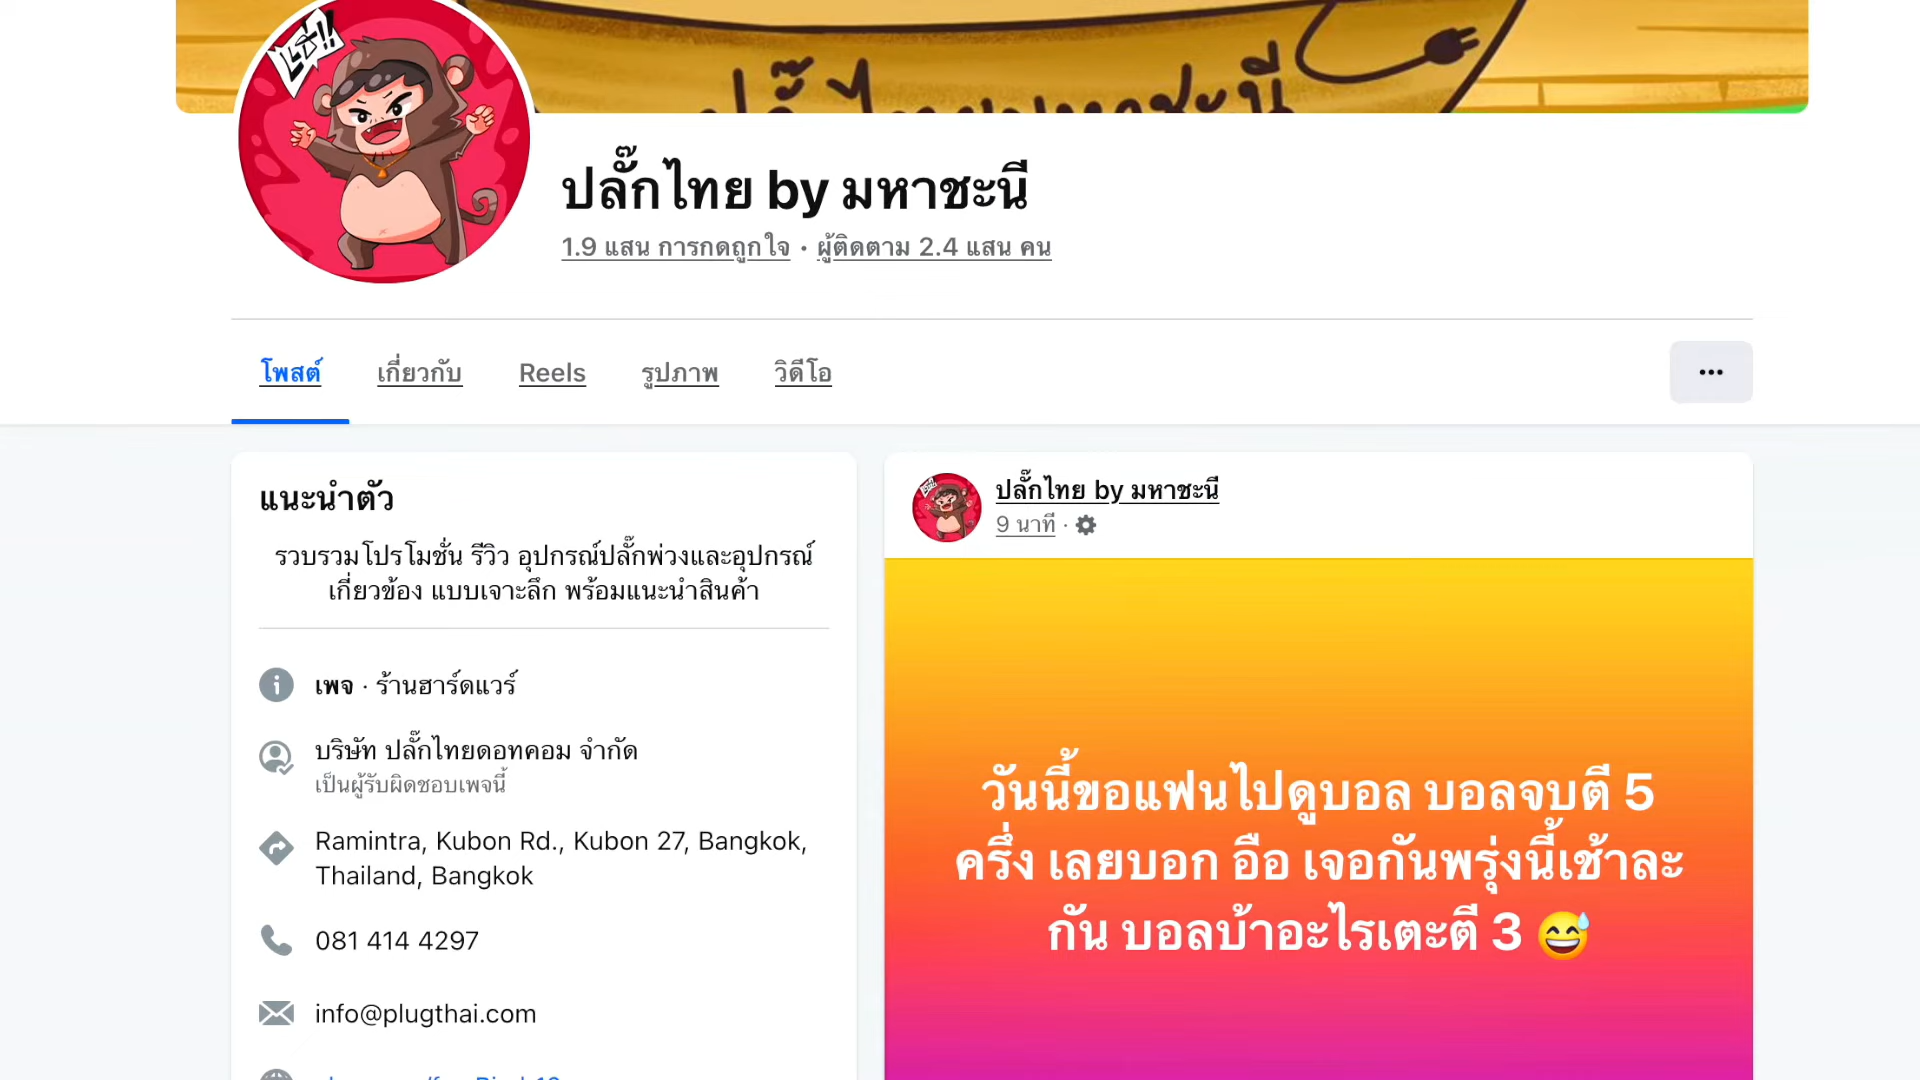 เธ่!!
ปลั๊กไทยมหาชะนี
ปลั๊กไทย by มหาชะนี
1.9 แสน การกดถูกใจ · ผู้ติดตาม 2.4 แสน คน
โพสต์ เกี่ยวกับ Reels รูปภาพ วิดีโอ
แนะนำตัว
รวบรวมโปรโมชั่น รีวิว อุปกรณ์ปลั๊กพ่วงและอุปกรณ์
เกี่ยวข้อง แบบเจาะลึก พร้อมแนะนำสินค้า
เพจ · ร้านฮาร์ดแวร์
บริษัท ปลั๊กไทยดอทคอม จำกัด
เป็นผู้รับผิดชอบเพจนี้
Ramintra, Kubon Rd., Kubon 27, Bangkok,
Thailand, Bangkok
081 414 4297
info@plugthai.com
ปลั๊กไทย by มหาชะนี
9 นาที ·
วันนี้ขอแฟนไปดูบอล บอลจบตี 5
ครึ่ง เลยบอก อือ เจอกันพรุ่งนี้เช้าละ
กัน บอลบ้าอะไรเตะตี 3 😅